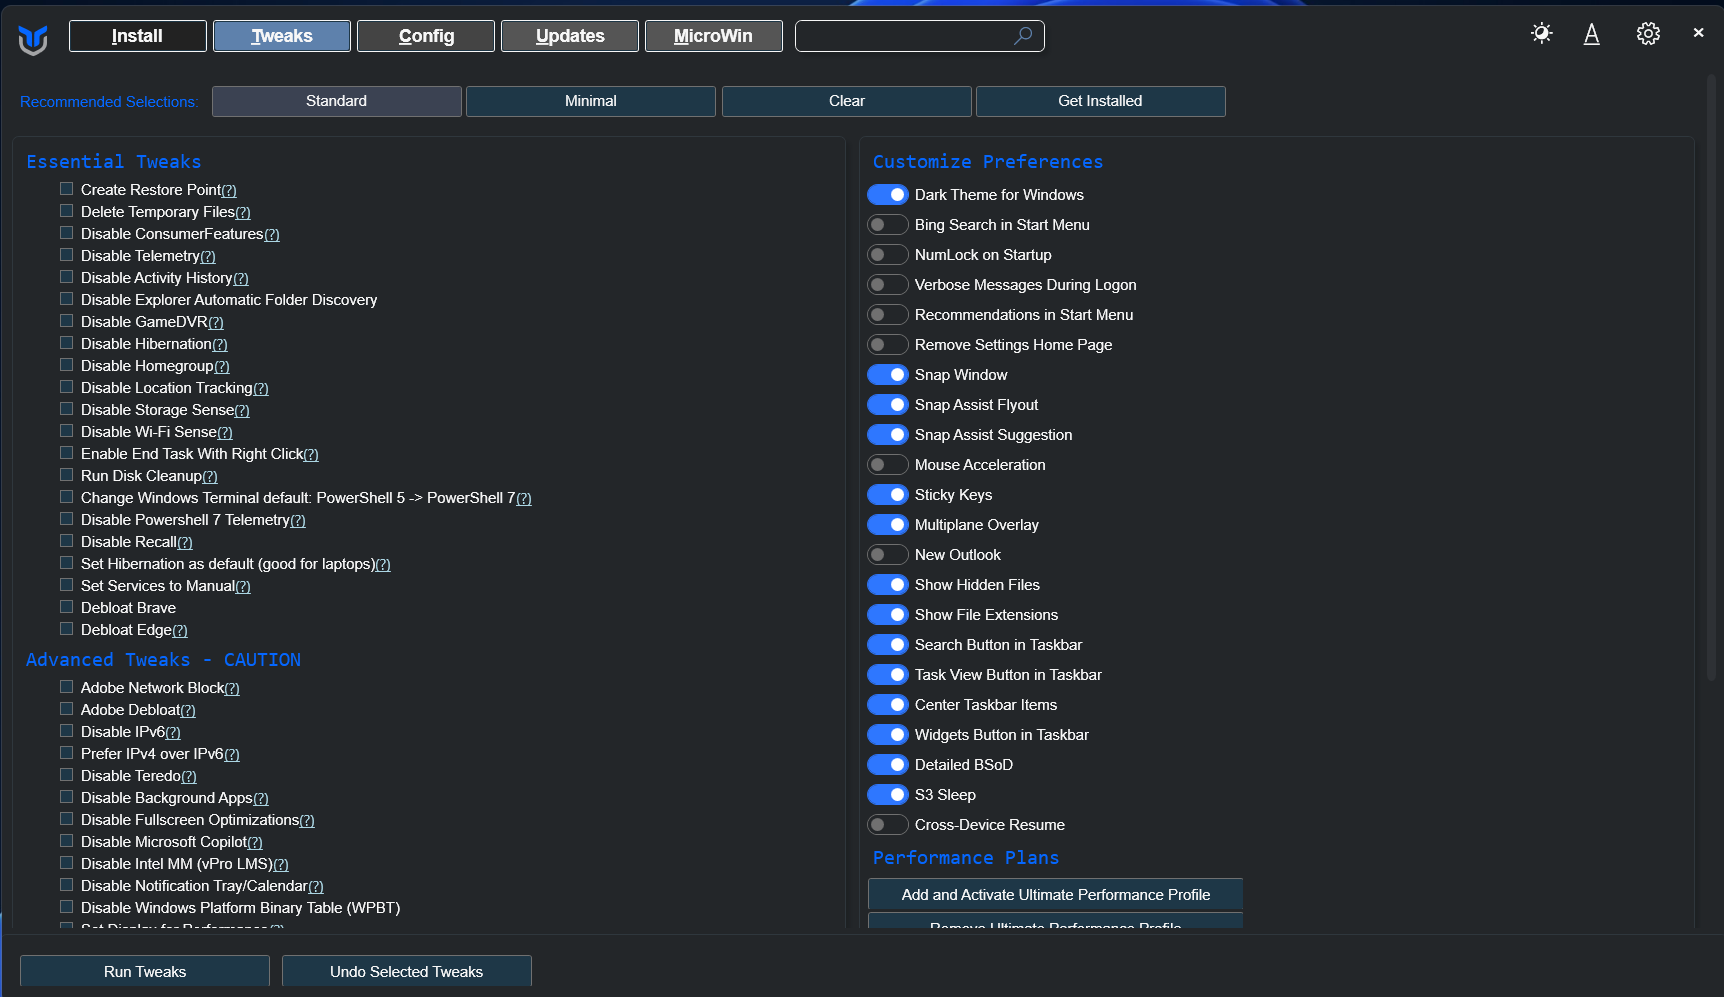 Install Tweaks Config Updates MicroWin
Recommended Selections: Standard Minimal Clear Get Installed
Essential Tweaks
Create Restore Point(?)
Delete Temporary Files(?)
Disable ConsumerFeatures(?)
Disable Telemetry(?)
Disable Activity History(?)
Disable Explorer Automatic Folder Discovery
Disable GameDVR(?)
Disable Hibernation(?)
Disable Homegroup(?)
Disable Location Tracking(?)
Disable Storage Sense(?)
Disable Wi-Fi Sense(?)
Enable End Task With Right Click(?)
Run Disk Cleanup(?)
Change Windows Terminal default: PowerShell 5 -> PowerShell 7(?)
Disable Powershell 7 Telemetry(?)
Disable Recall(?)
Set Hibernation as default (good for laptops)(?)
Set Services to Manual(?)
Debloat Brave
Debloat Edge(?)
Advanced Tweaks - CAUTION
Adobe Network Block(?)
Adobe Debloat(?)
Disable IPv6(?)
Prefer IPv4 over IPv6(?)
Disable Teredo(?)
Disable Background Apps(?)
Disable Fullscreen Optimizations(?)
Disable Microsoft Copilot(?)
Disable Intel MM (vPro LMS)(?)
Disable Notification Tray/Calendar(?)
Disable Windows Platform Binary Table (WPBT)
Set Display for Performance(?)
Customize Preferences
Dark Theme for Windows
Bing Search in Start Menu
NumLock on Startup
Verbose Messages During Logon
Recommendations in Start Menu
Remove Settings Home Page
Snap Window
Snap Assist Flyout
Snap Assist Suggestion
Mouse Acceleration
Sticky Keys
Multiplane Overlay
New Outlook
Show Hidden Files
Show File Extensions
Search Button in Taskbar
Task View Button in Taskbar
Center Taskbar Items
Widgets Button in Taskbar
Detailed BSoD
S3 Sleep
Cross-Device Resume
Performance Plans
Add and Activate Ultimate Performance Profile
Remove Ultimate Performance Profile
Run Tweaks Undo Selected Tweaks